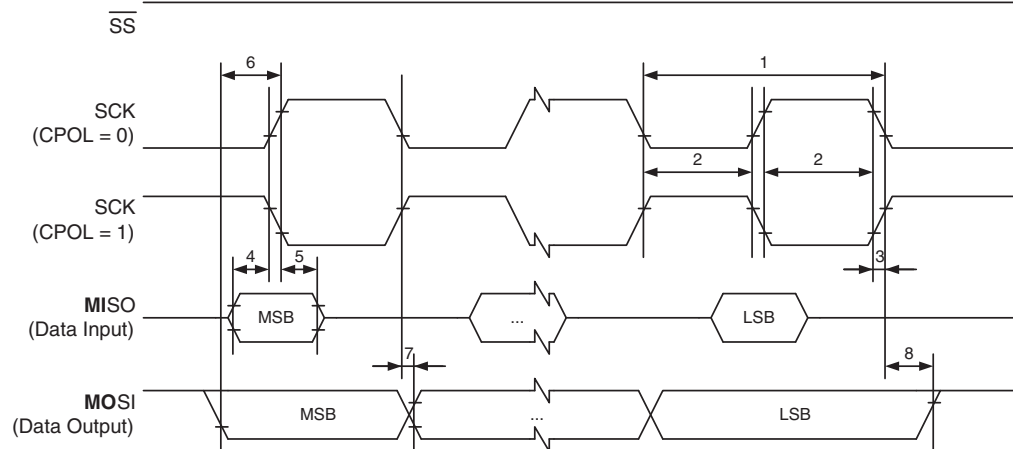 SS
6
1
SCK
(CPOL = 0)
2
2
SCK
(CPOL = 1)
4
5
3
MISO
(Data Input)
MSB
...
LSB
7
8
MOSI
(Data Output)
MSB
...
LSB